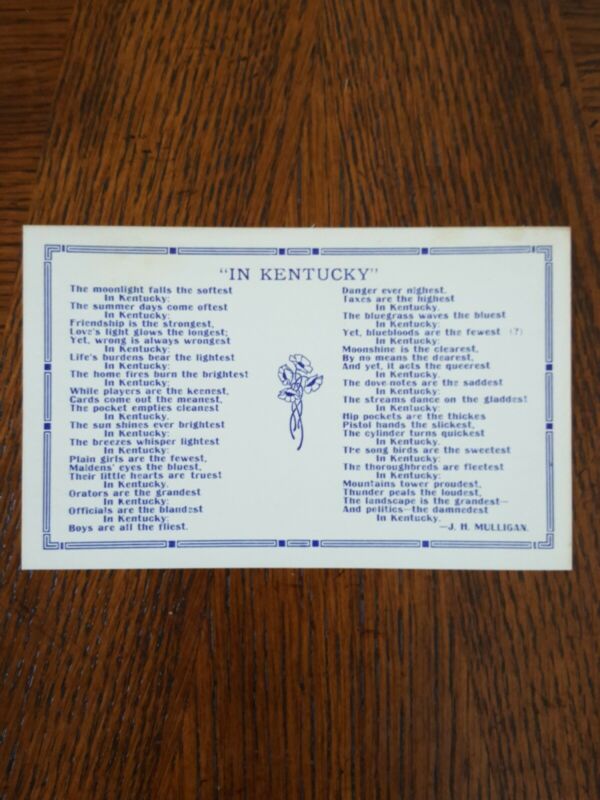 "IN KENTUCKY"
The moonlight falls the softest
In Kentucky:
The summer days come oftest
In Kentucky:
Friendship is the strongest,
Love's light glows the longest;
Yet, wrong is always wrongest
In Kentucky:
Life's burdens bear the lightest
In Kentucky:
The home fires burn the brightest
In Kentucky:
While players are the keenest,
Cards come out the meanest,
The pocket empties cleanest
In Kentucky.
The sun shines ever brightest
In Kentucky:
The breezes whisper lightest
In Kentucky:
Plain girls are the fewest,
Maidens' eyes the bluest,
Their little hearts are truest
In Kentucky.
Orators are the grandest
In Kentucky:
Officials are the blandest
In Kentucky:
Boys are all the fliest.
Danger ever nighest.
Taxes are the highest
In Kentucky.
The bluegrass waves the bluest
In Kentucky:
Yet, bluebloods are the fewest (?)
In Kentucky:
Moonshine is the clearest,
By no means the dearest,
And yet, it acts the queerest
In Kentucky.
The dove-notes are the saddest
In Kentucky:
The streams dance on the gladdest
In Kentucky:
Hip pockets are the thickes
Pistol hands the slickest,
The cylinder turns quickest
In Kentucky.
The song birds are the sweetest
In Kentucky:
The thoroughbreds are fleetest
In Kentucky:
Mountains tower proudest,
Thunder peals the loudest,
The landscape is the grandest—
And politics—the damnedest
In Kentucky.
—J. H. MULLIGAN.